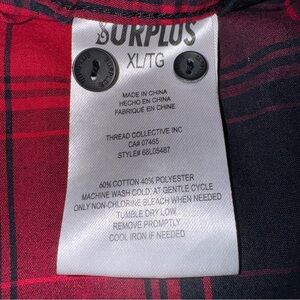 SURPLUS
XL/TG
MADE IN CHINA
HECHO EN CHINA
FABRIQUÉ EN CHINE
THREAD COLLECTIVE INC
CA# 07465
STYLE# 68L05487
60% COTTON 40% POLYESTER
MACHINE WASH COLD, AT GENTLE CYCLE
ONLY NON-CHLORINE BLEACH WHEN NEEDED
TUMBLE DRY LOW
REMOVE PROMPTLY
COOL IRON IF NEEDED